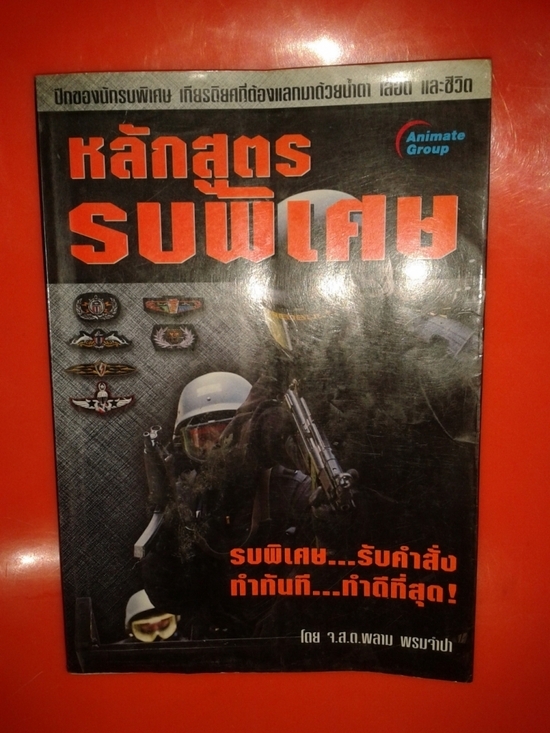 ปีกของนักรบพิเศษ เกียรติยศที่ต้องแลกมาด้วยน้ำตา เลือด และชีวิต
Animate
Group
หลักสูตร
รบพิเศษ
รบพิเศษ...รับคำสั่ง
ทำทันที...ทำดีที่สุด!
โดย จ.ส.ต.พลาม พรมจำปา